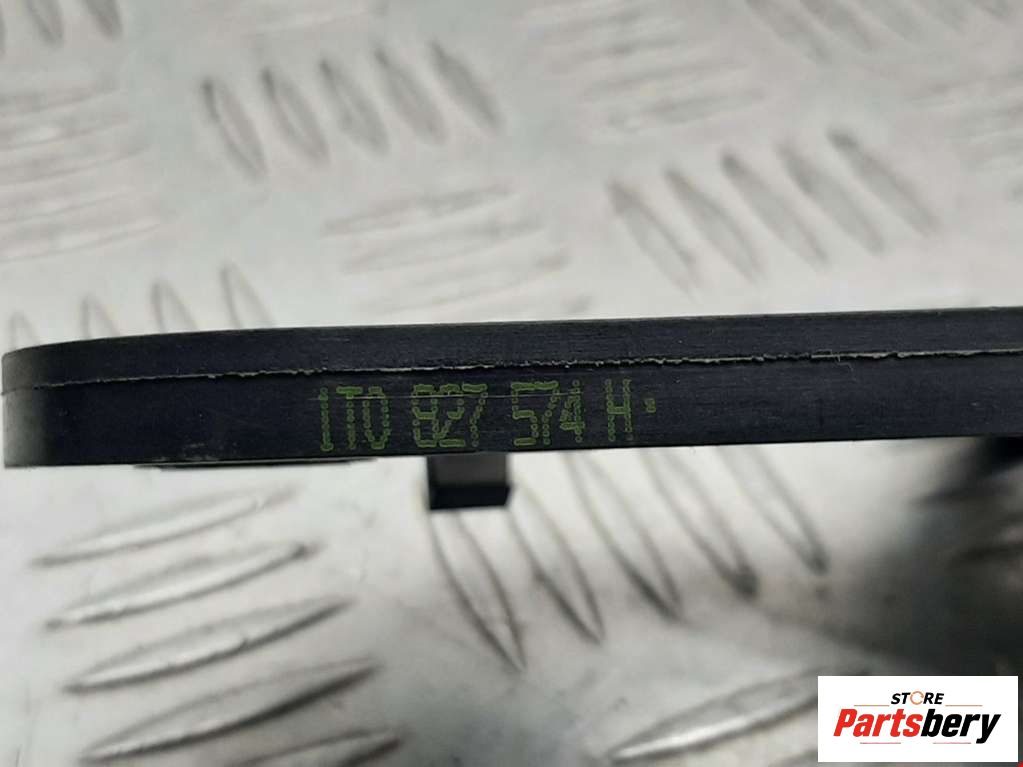 1T0 827 574 H.
STORE
Partsbery